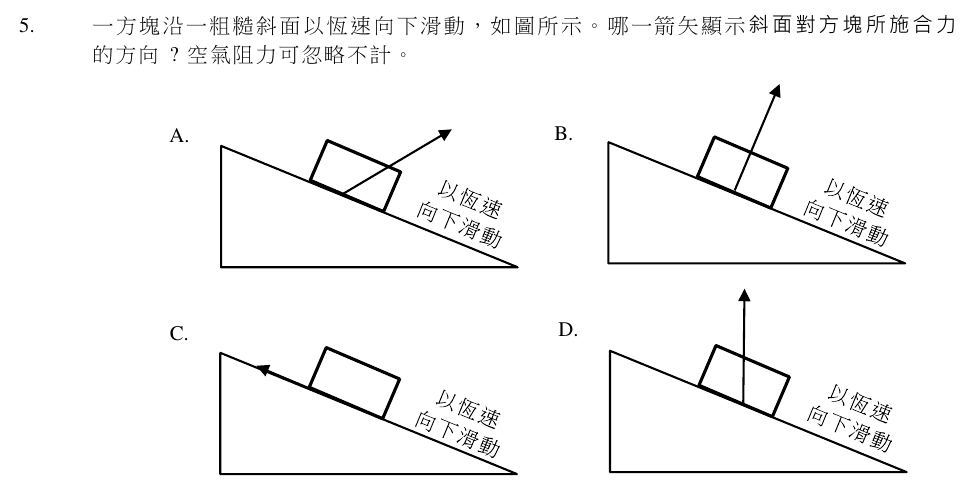 5. 一方塊沿一粗糙斜面以恆速向下滑動，如圖所示。哪一箭矢顯示斜面對方塊所施合力
的方向？空氣阻力可忽略不計。
A.
以恆速
向下滑動
B.
以恆速
向下滑動
C.
以恆速
向下滑動
D.
以恆速
向下滑動